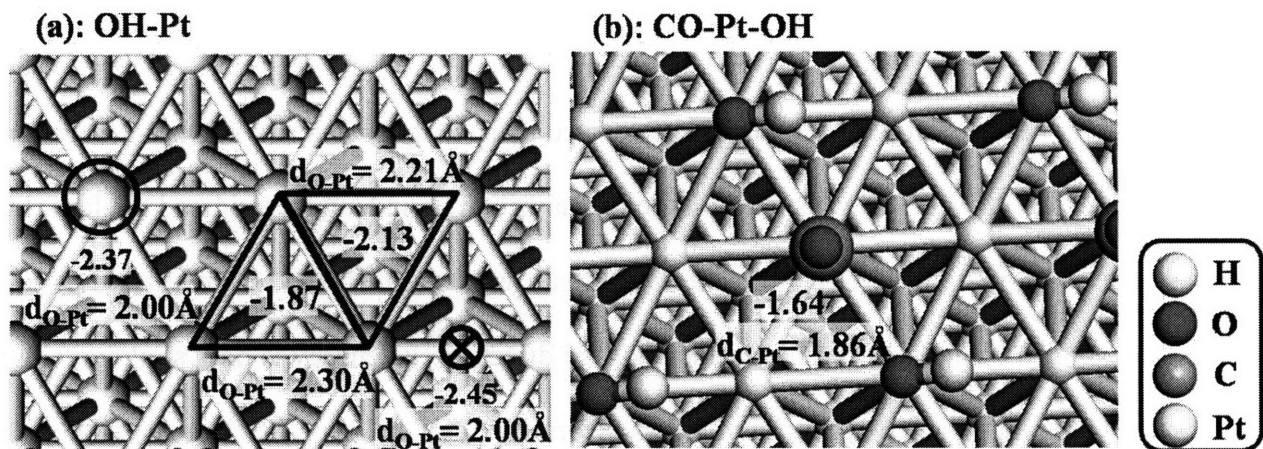 (a): OH-Pt
(b): CO-Pt-OH
dO-Pt= 2.21Å
-2.13
-2.37
dO-Pt= 2.00Å
-1.87
dO-Pt= 2.30Å
-2.45
dO-Pt= 2.00Å
-1.64
dC-Pt= 1.86Å
H
O
C
Pt